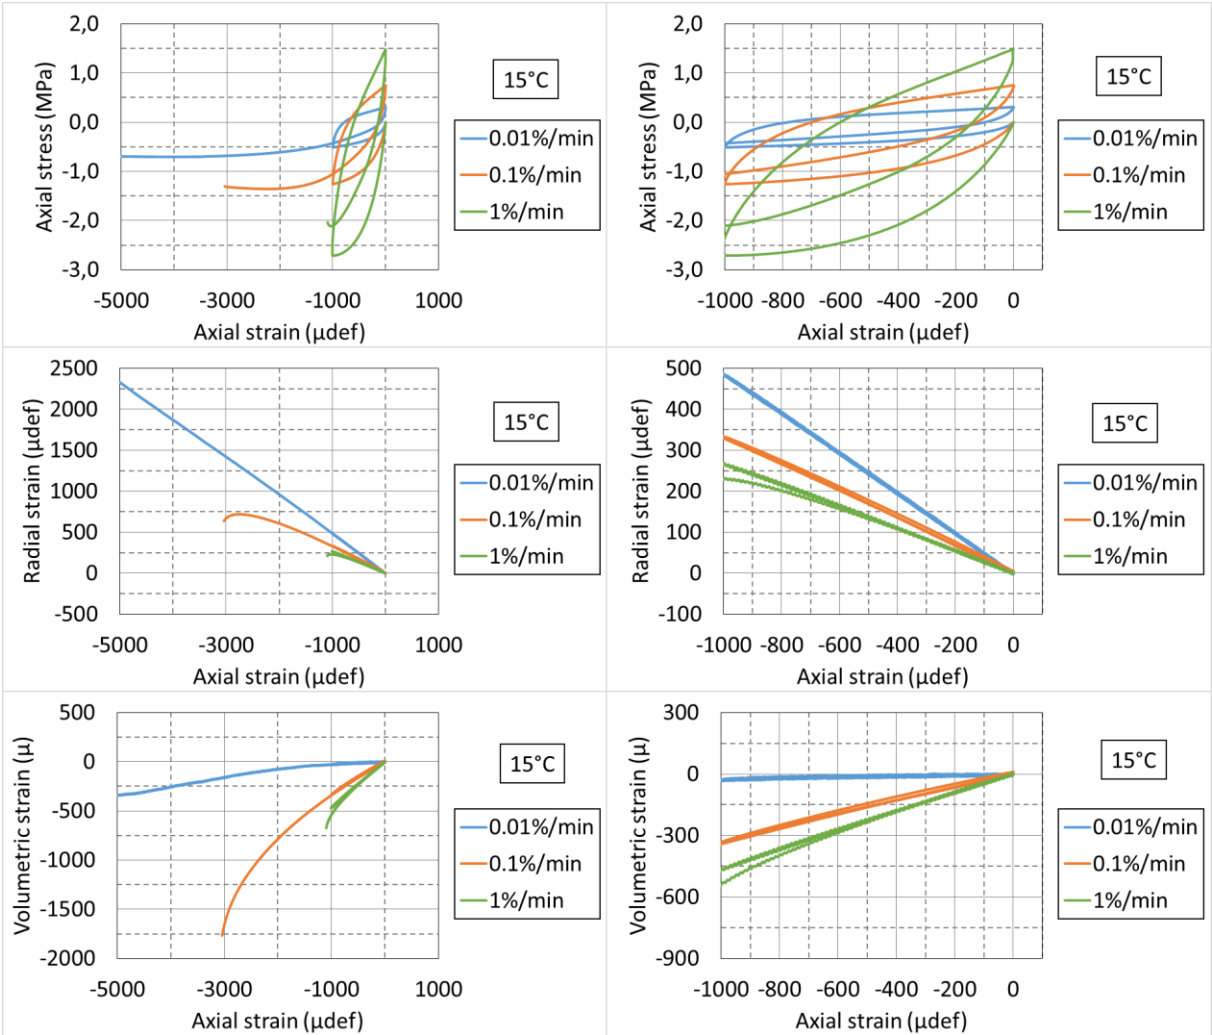 2,0
1,0
0,0
-1,0
-2,0
-3,0
Axial stress (MPa)
-5000 -3000 -1000 1000
Axial strain (µdef)
15°C
0.01%/min
0.1%/min
1%/min
2,0
1,0
0,0
-1,0
-2,0
-3,0
Axial stress (MPa)
-1000 -800 -600 -400 -200 0
Axial strain (µdef)
15°C
0.01%/min
0.1%/min
1%/min
2500
2000
1500
1000
500
0
-500
Radial strain (µdef)
-5000 -3000 -1000 1000
Axial strain (µdef)
15°C
0.01%/min
0.1%/min
1%/min
500
400
300
200
100
0
-100
Radial strain (µdef)
-1000 -800 -600 -400 -200 0
Axial strain (µdef)
15°C
0.01%/min
0.1%/min
1%/min
500
0
-500
-1000
-1500
-2000
Volumetric strain (µ)
-5000 -3000 -1000 1000
Axial strain (µdef)
15°C
0.01%/min
0.1%/min
1%/min
300
0
-300
-600
-900
Volumetric strain (µ)
-1000 -800 -600 -400 -200 0
Axial strain (µdef)
15°C
0.01%/min
0.1%/min
1%/min